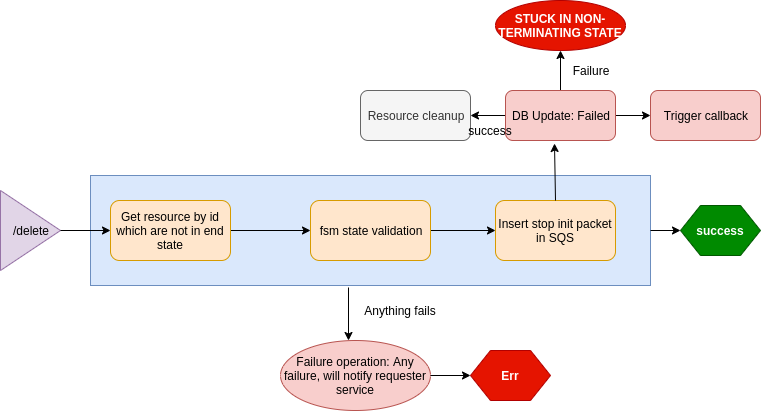 STUCK IN NON-
TERMINATING STATE
Failure
Resource cleanup
success
DB Update: Failed
Trigger callback
/delete
Get resource by id
which are not in end
state
fsm state validation
Insert stop init packet
in SQS
success
Anything fails
Failure operation: Any
failure, will notify requester
service
Err